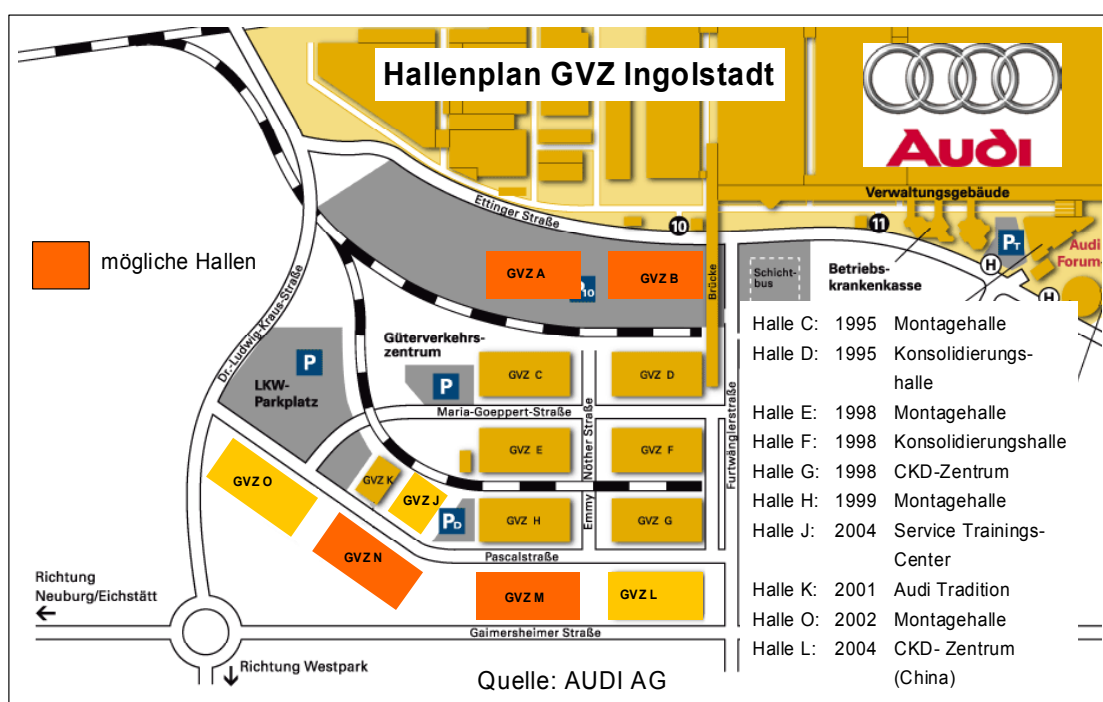 Hallenplan GVZ Ingolstadt
Audi
Verwaltungsgebäude
Ettinger Straße
10
11
mögliche Hallen
GVZ A
GVZ B
10
Brücke
Schicht-
bus
Betriebs-
krankenkasse
PT
H
Audi
Forum
H
Dr.-Ludwig-Kraus-Straße
Güterverkehrs-
zentrum
P
LKW-
Parkplatz
P
GVZ C
GVZ D
Maria-Goeppert-Straße
Emmy Nöther Straße
Furtwänglerstraße
GVZ E
GVZ F
GVZ O
GVZ K
GVZ J
PD
GVZ H
GVZ G
GVZ N
Pascalstraße
GVZ M
GVZ L
Richtung
Neuburg/Eichstätt
Gaimersheimer Straße
Richtung Westpark
Quelle: AUDI AG
Halle C: 1995 Montagehalle
Halle D: 1995 Konsolidierungs-
halle
Halle E: 1998 Montagehalle
Halle F: 1998 Konsolidierungshalle
Halle G: 1998 CKD-Zentrum
Halle H: 1999 Montagehalle
Halle J: 2004 Service Trainings-
Center
Halle K: 2001 Audi Tradition
Halle O: 2002 Montagehalle
Halle L: 2004 CKD- Zentrum
(China)